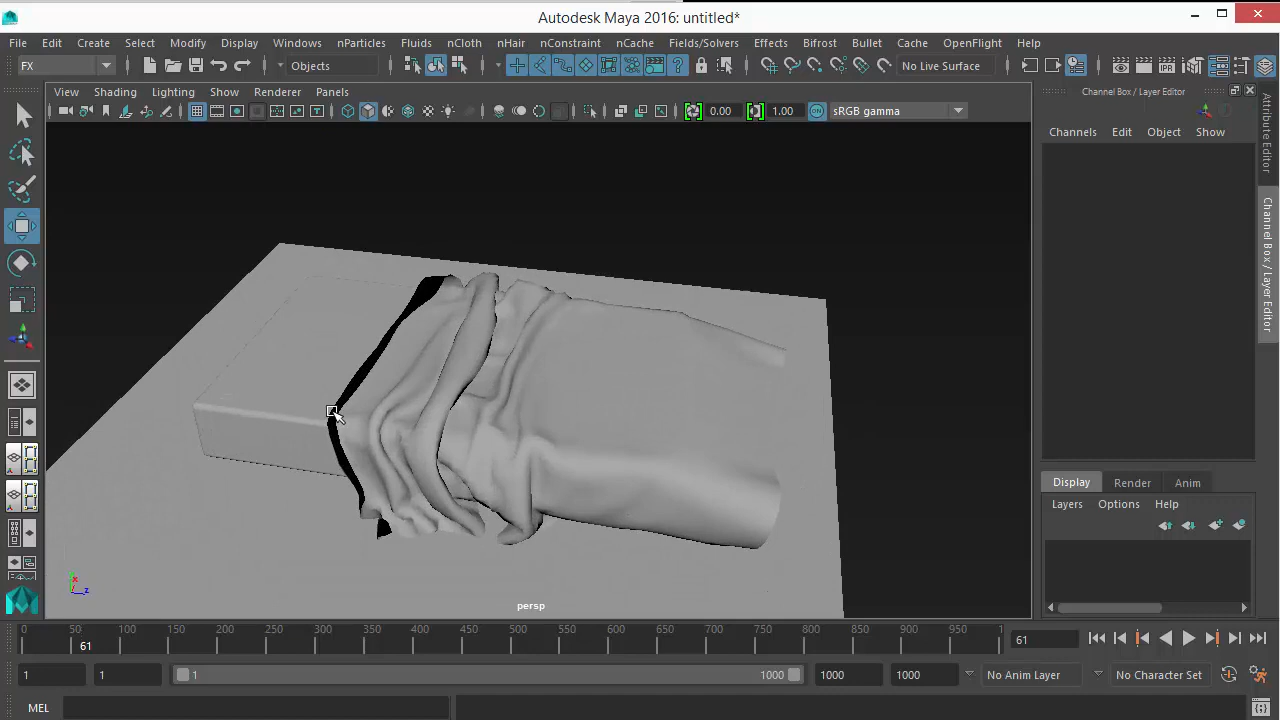 Autodesk Maya 2016: untitled*
File Edit Create Select Modify Display Windows nParticles Fluids nCloth nHair nConstraint nCache Fields/Solvers Effects Bifrost Bullet Cache OpenFlight Help
FX Objects No Live Surface
View Shading Lighting Show Renderer Panels
Channel Box / Layer Editor
0.00 1.00 ON sRGB gamma
Channels Edit Object Show
Attribute Editor
Channel Box / Layer Editor
Display Render Anim
Layers Options Help
persp
0 50 100 150 200 250 300 350 400 450 500 550 600 650 700 750 800 850 900 950 1
61
61
1 1 1 1000 1000 1000 No Anim Layer No Character Set
MEL